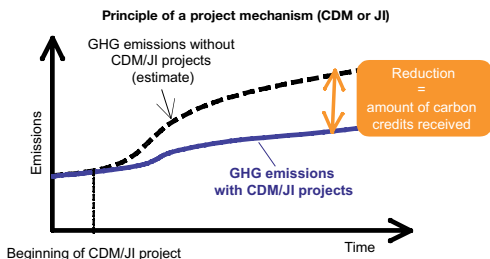 Principle of a project mechanism (CDM or JI)
GHG emissions without
CDM/JI projects
(estimate)
Reduction
=
amount of carbon
credits received
Emissions
GHG emissions
with CDM/JI projects
Time
Beginning of CDM/JI project